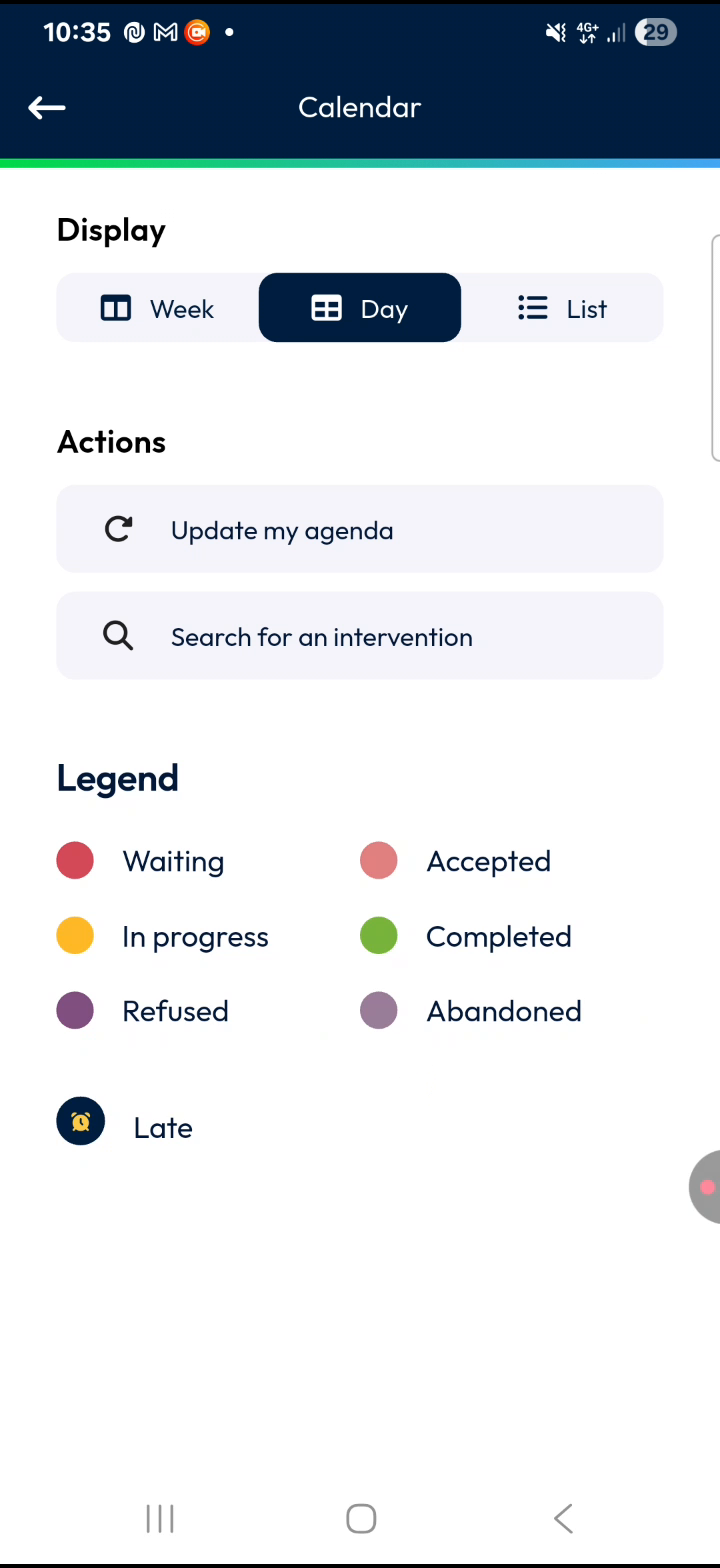 10:35 4G+ 29
Calendar
Display
Week Day List
Actions
Update my agenda
Search for an intervention
Legend
Waiting Accepted
In progress Completed
Refused Abandoned
Late